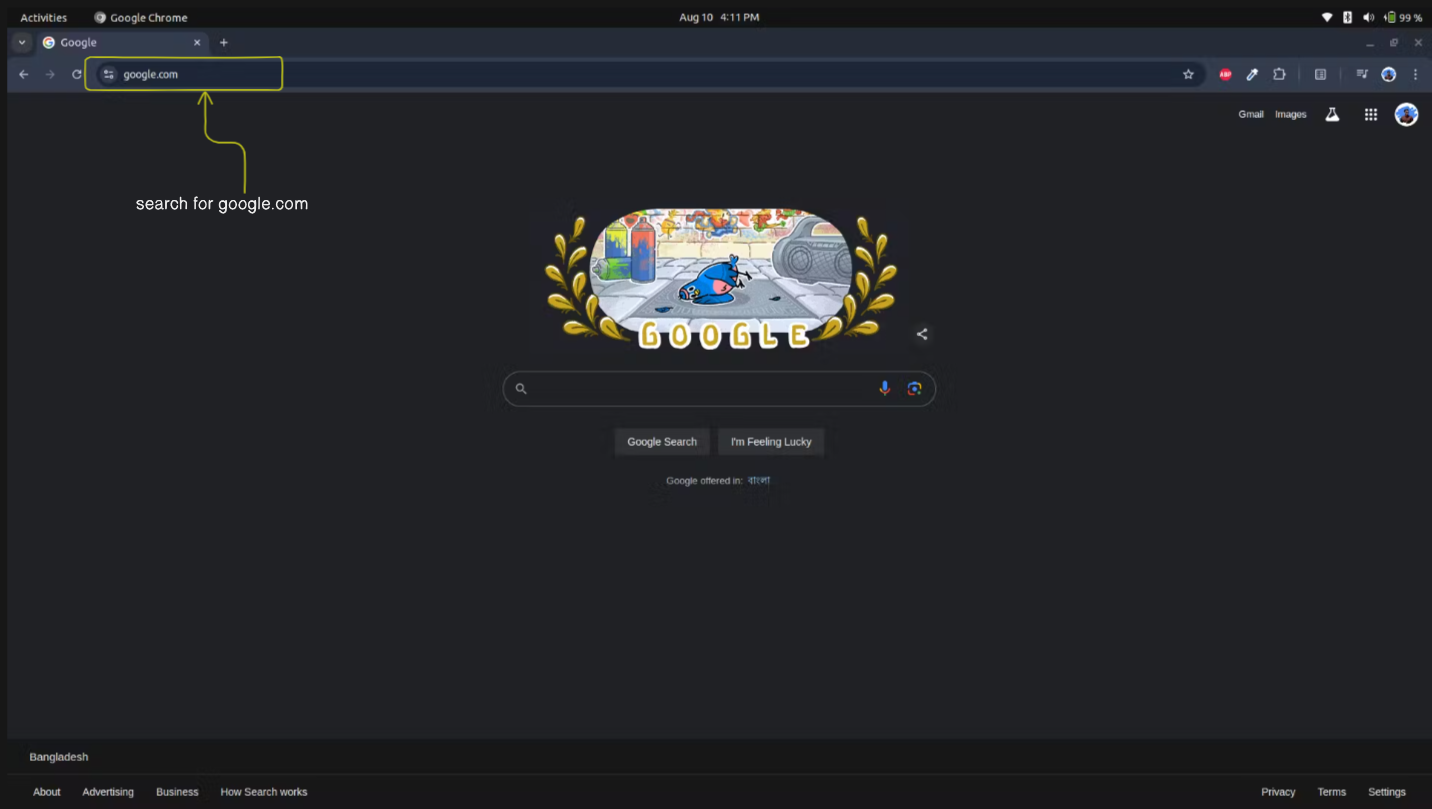 Activities Google Chrome Aug 10 4:11 PM 99 %
Google
google.com
ABP
Gmail Images
search for google.com
GOOGLE
Google Search I'm Feeling Lucky
Google offered in: বাংলা
Bangladesh
About Advertising Business How Search works Privacy Terms Settings